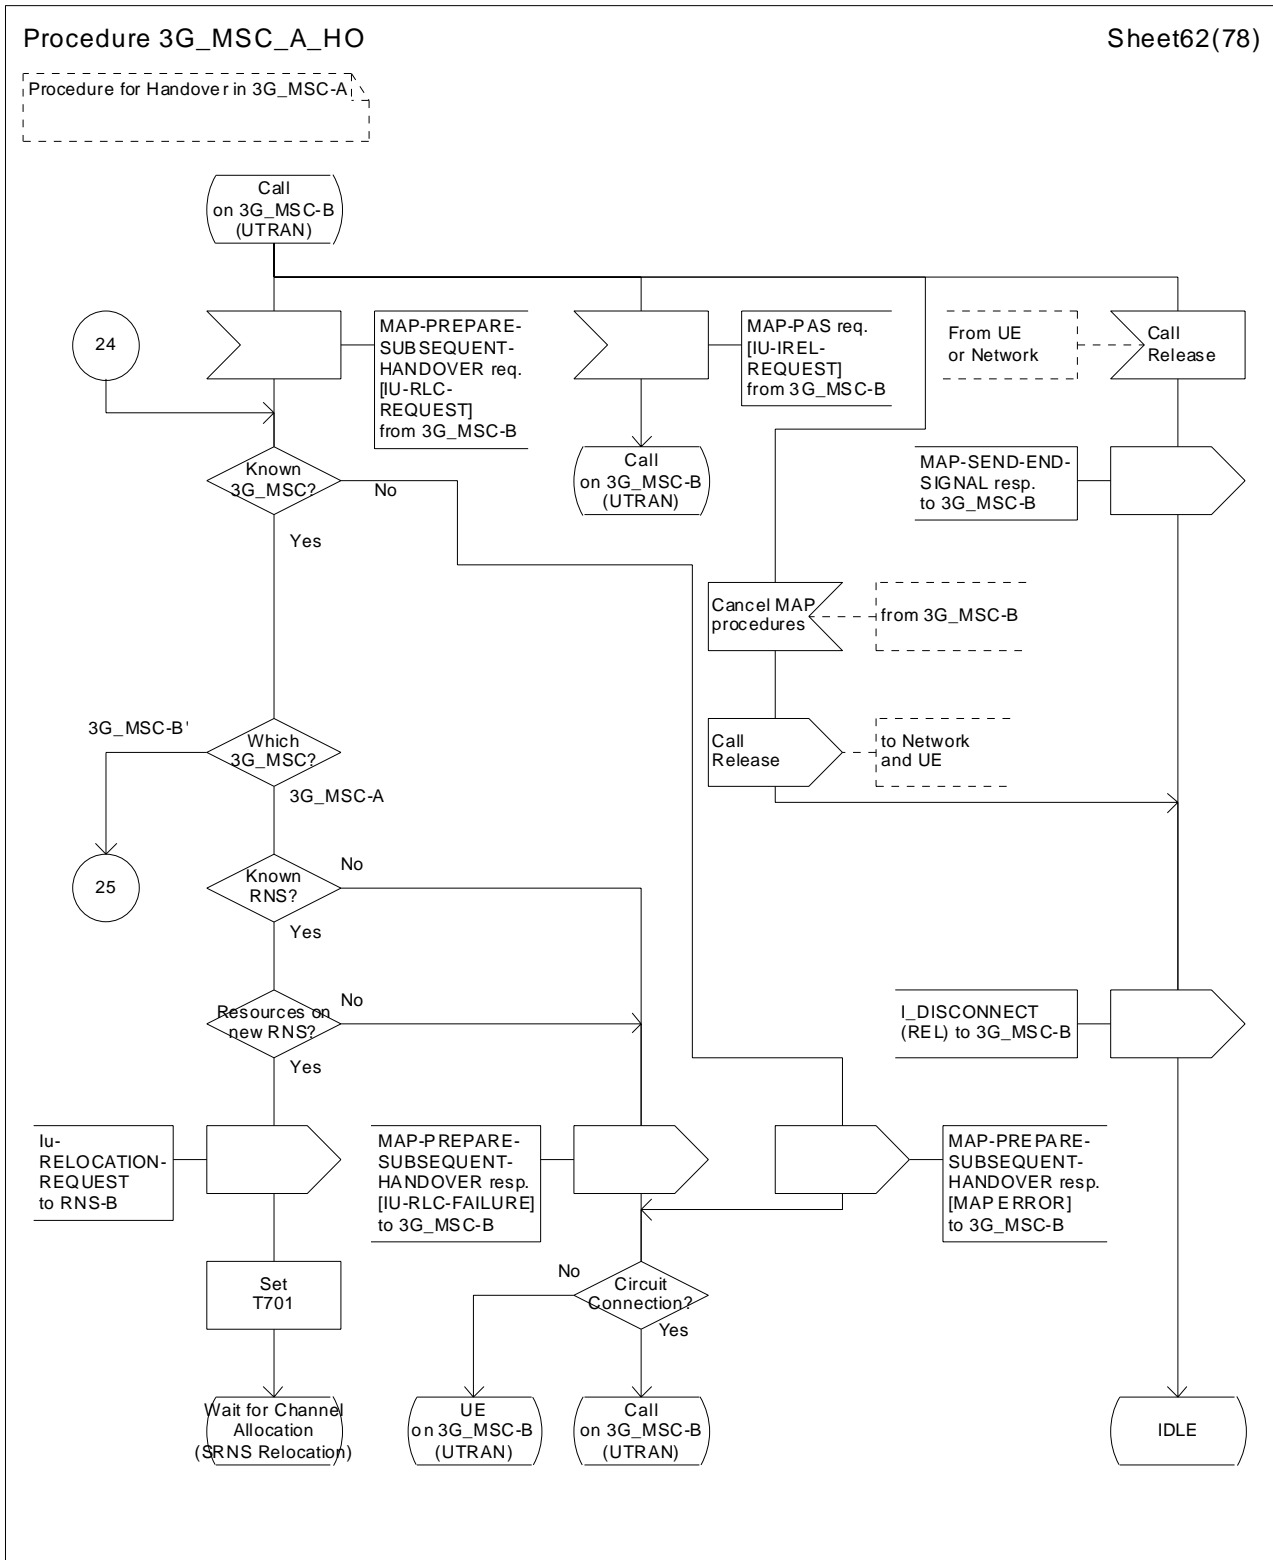 Procedure 3G_MSC_A_HO
Sheet62(78)
Procedure for Handover in 3G_MSC-A
Call
on 3G_MSC-B
(UTRAN)
24
MAP-PREPARE-
SUBSEQUENT-
HANDOVER req.
[IU-RLC-
REQUEST]
from 3G_MSC-B
MAP-PAS req.
[IU-IREL-
REQUEST]
from 3G_MSC-B
From UE
or Network
Call
Release
Known
3G_MSC?
No
Yes
Call
on 3G_MSC-B
(UTRAN)
MAP-SEND-END-
SIGNAL resp.
to 3G_MSC-B
Cancel MAP
procedures
from 3G_MSC-B
3G_MSC-B'
Which
3G_MSC?
3G_MSC-A
Call
Release
to Network
and UE
25
Known
RNS?
No
Yes
Resources on
new RNS?
No
Yes
I_DISCONNECT
(REL) to 3G_MSC-B
Iu-
RELOCATION-
REQUEST
to RNS-B
MAP-PREPARE-
SUBSEQUENT-
HANDOVER resp.
[IU-RLC-FAILURE]
to 3G_MSC-B
MAP-PREPARE-
SUBSEQUENT-
HANDOVER resp.
[MAP ERROR]
to 3G_MSC-B
Set
T701
No
Circuit
Connection?
Yes
Wait for Channel
Allocation
(SRNS Relocation)
UE
on 3G_MSC-B
(UTRAN)
Call
on 3G_MSC-B
(UTRAN)
IDLE